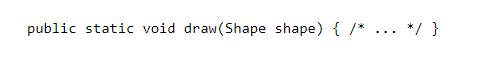 public static void draw(Shape shape) { /* ... */ }